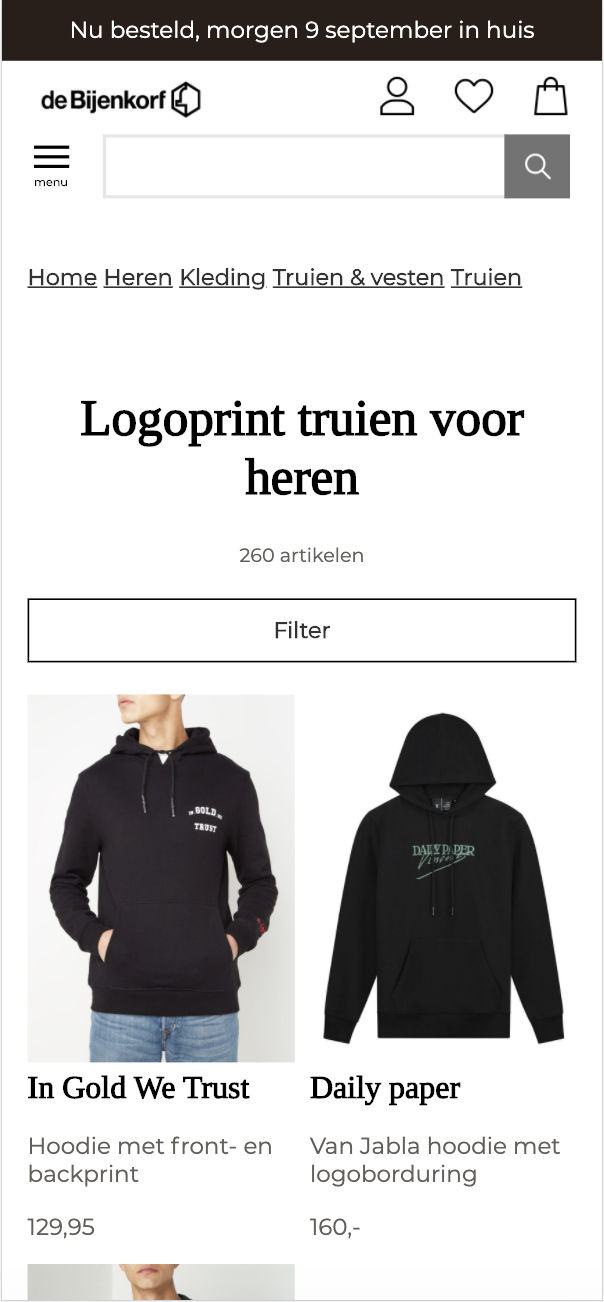 Nu besteld, morgen 9 september in huis
de Bijenkorf
menu
Home Heren Kleding Truien & vesten Truien
Logoprint truien voor
heren
260 artikelen
Filter
IN GOLD WE
TRUST
DAILY PAPER
In Gold We Trust
Daily paper
Hoodie met front- en
backprint
Van Jabla hoodie met
logoborduring
129,95
160,-